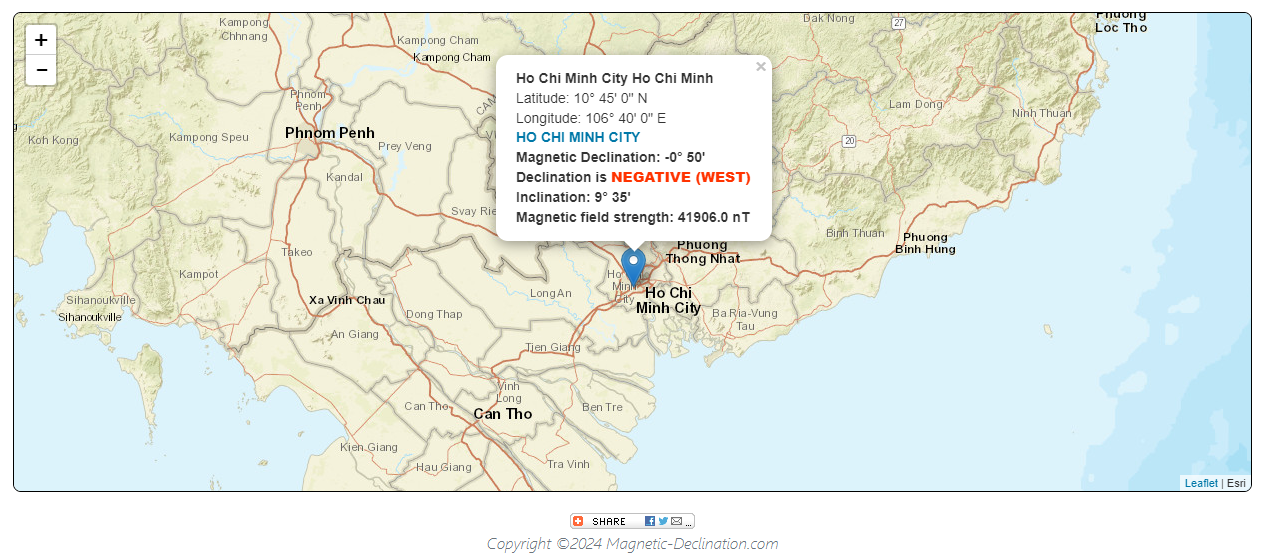 +
−
Kampong
Chhnang
Kampong Cham
Kampong Cham
Dak Nong
27
Phuong
Loc Tho
Ho Chi Minh City Ho Chi Minh
×
Latitude: 10° 45' 0" N
Longitude: 106° 40' 0" E
HO CHI MINH CITY
Magnetic Declination: -0° 50'
Declination is NEGATIVE (WEST)
Inclination: 9° 35'
Magnetic field strength: 41906.0 nT
Phnom
Penh
Phnom Penh
Koh Kong
Kampong Speu
Prey Veng
Lam Dong
Ninh Thuan
20
Kandal
Svay Rie
Takeo
Binh Thuan
Phuong
Binh Hung
Phuong
Thong Nhat
Kampot
Ho Chi
Minh
City
Long An
Ho Chi
Minh City
Sihanoukville
Sihanoukville
Xa Vinh Chau
Dong Thap
Ba Ria-Vung
Tau
An Giang
Tien Giang
Vinh
Long
Can Tho
Can Tho
Ben Tre
Kien Giang
Hau Giang
Tra Vinh
Leaflet | Esri
SHARE ...
Copyright ©2024 Magnetic-Declination.com